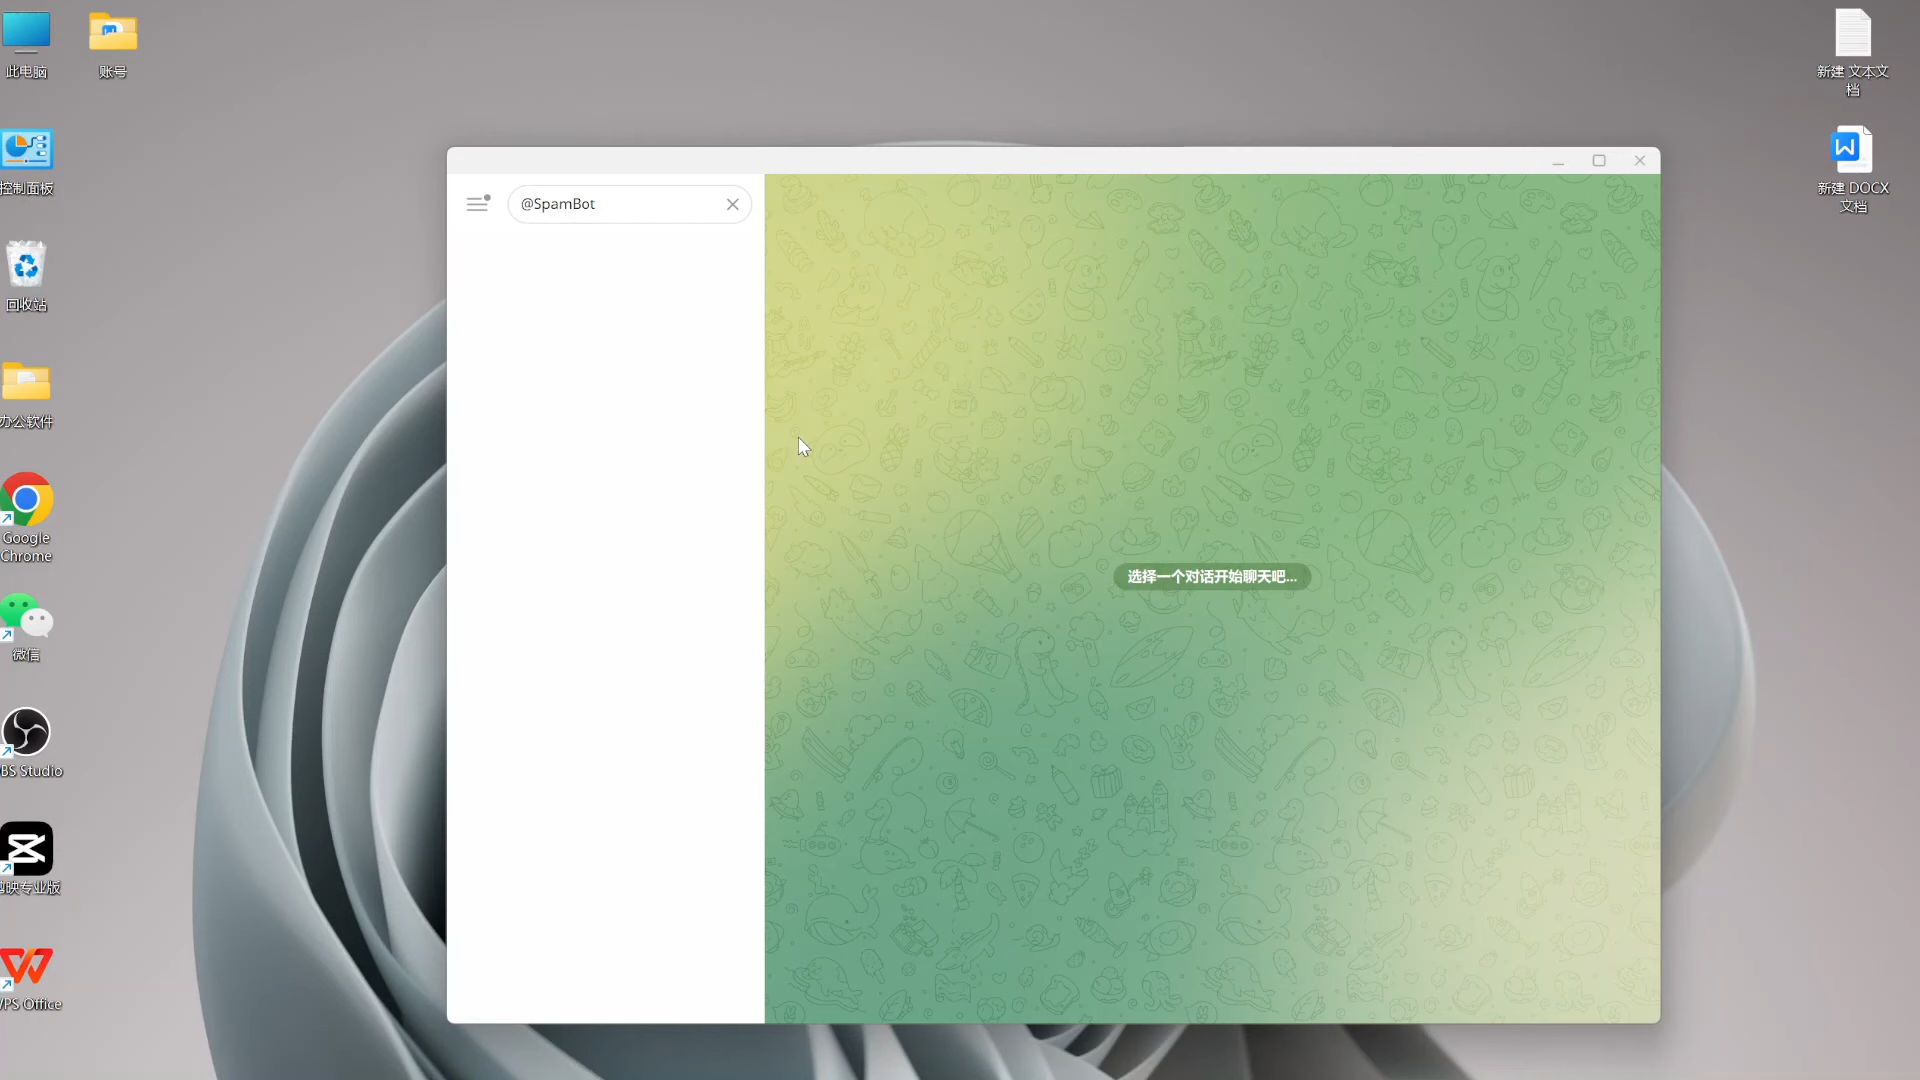 此电脑
账号
控制面板
回收站
办公软件
Google
Chrome
微信
BS Studio
剪映专业版
WPS Office
@SpamBot
选择一个对话开始聊天吧...
新建 文本文
档
新建 DOCX
文档